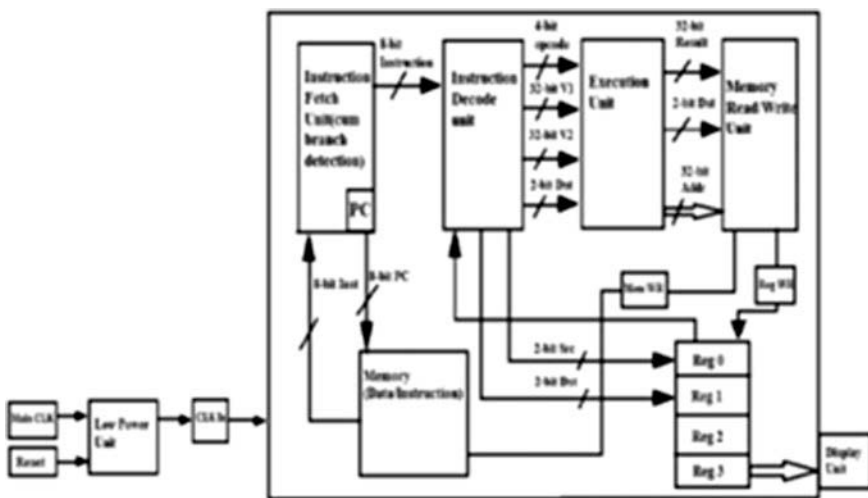 8-bit
Instruction
4-bit
opcode
32-bit
Result
Instruction
Fetch
Unit(cum
branch
detection)
PC
Instruction
Decode
unit
32-bit V1
32-bit V2
2-bit Dst
Execution
Unit
2-bit Dst
32-bit
Addr
Memory
Read/Write
Unit
8-bit Inst
8-bit PC
Mem WR
Reg WR
Memory
(Data/Instruction)
2-bit Src
2-bit Dst
Reg 0
Reg 1
Reg 2
Reg 3
Main CLK
Reset
Low Power
Unit
CLK In
Display
Unit